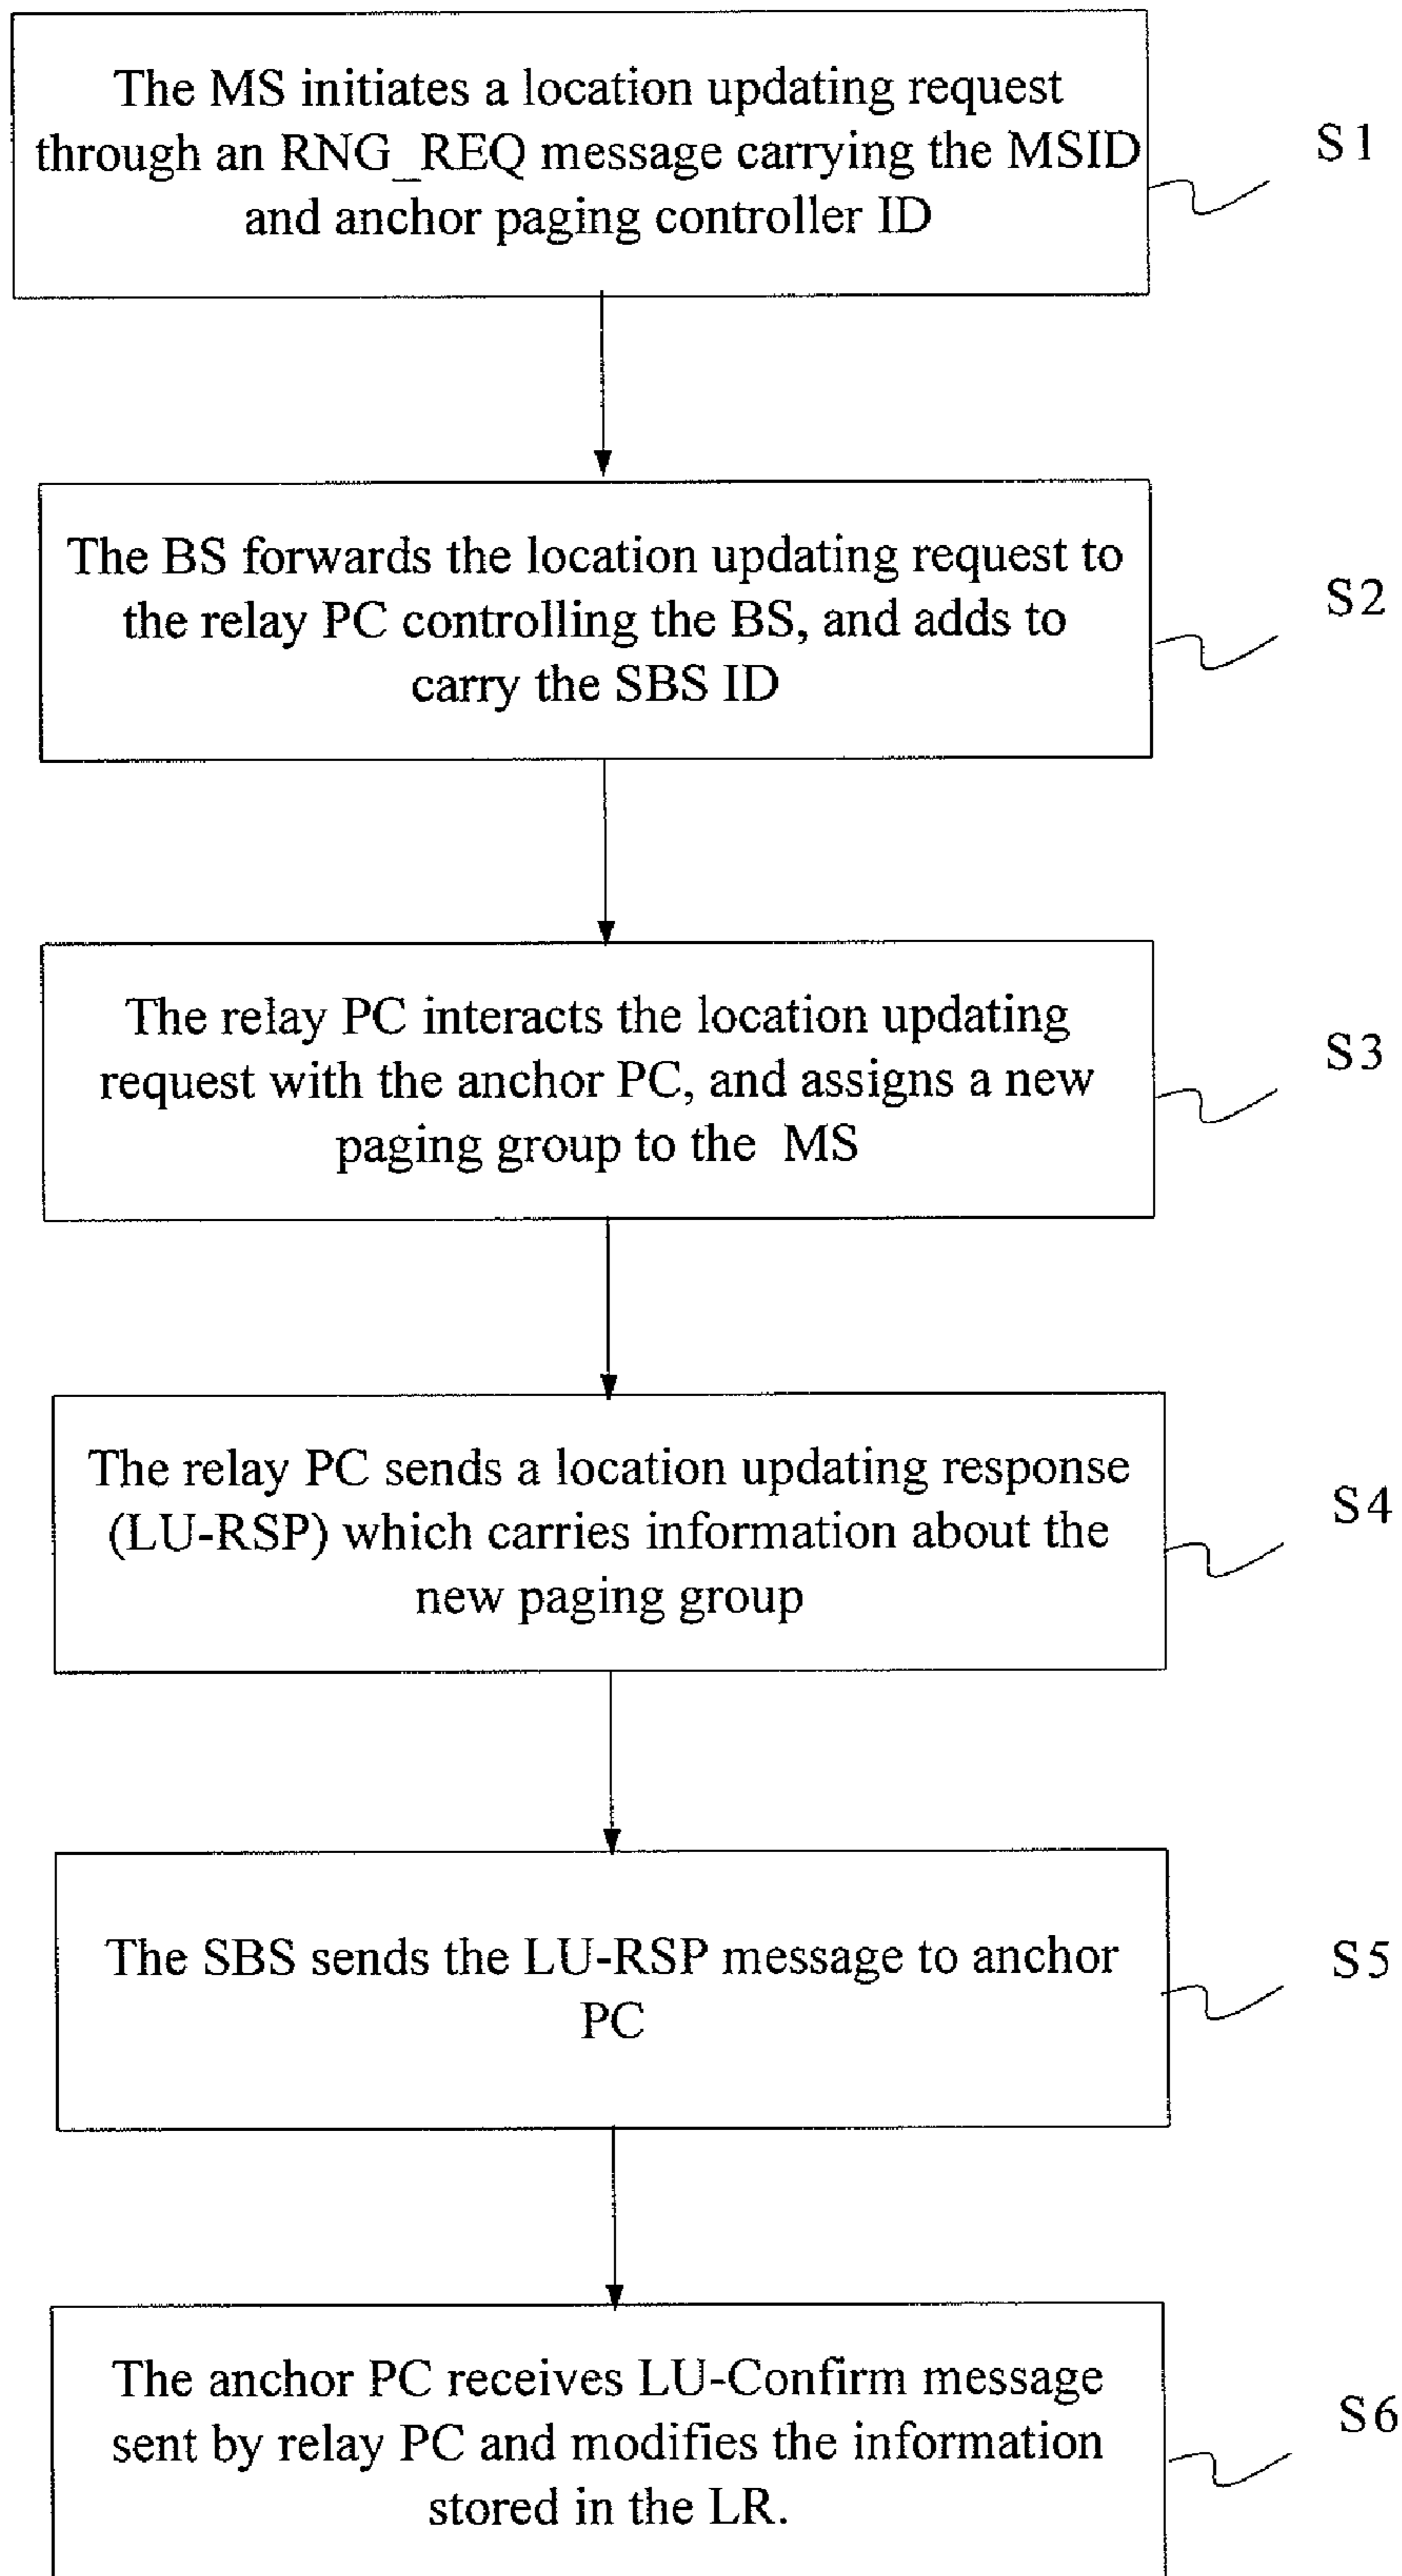 The MS initiates a location updating request
through an RNG_REQ message carrying the MSID
and anchor paging controller ID
S1
The BS forwards the location updating request to
the relay PC controlling the BS, and adds to
carry the SBS ID
S2
The relay PC interacts the location updating
request with the anchor PC, and assigns a new
paging group to the MS
S3
The relay PC sends a location updating response
(LU-RSP) which carries information about the
new paging group
S4
The SBS sends the LU-RSP message to anchor
PC
S5
The anchor PC receives LU-Confirm message
sent by relay PC and modifies the information
stored in the LR.
S6